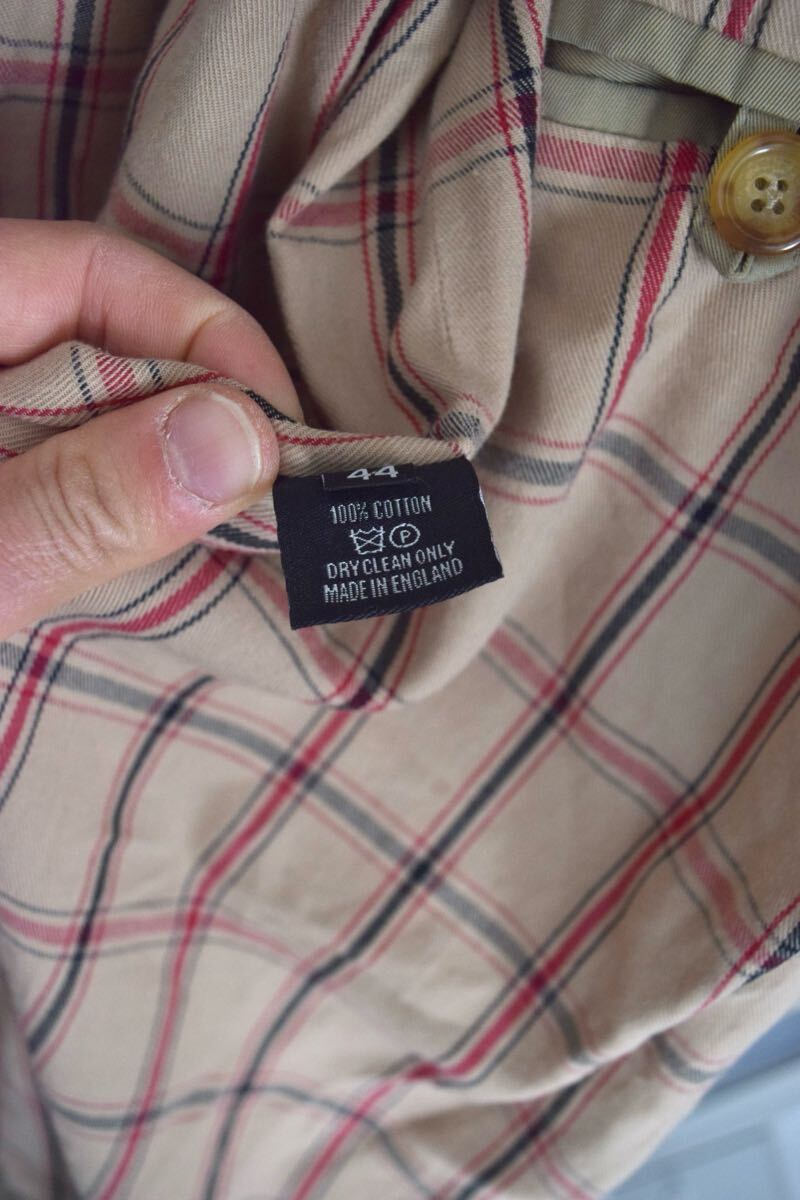 44
100% COTTON
P
DRY CLEAN ONLY
MADE IN ENGLAND